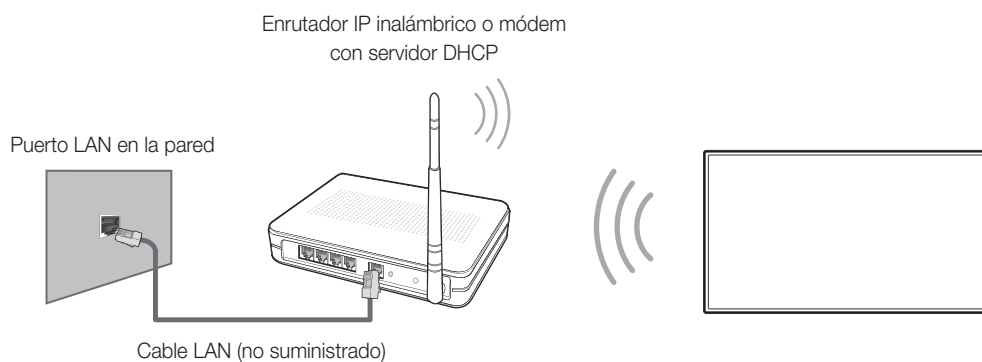 Enrutador IP inalámbrico o módem
con servidor DHCP
Puerto LAN en la pared
Cable LAN (no suministrado)